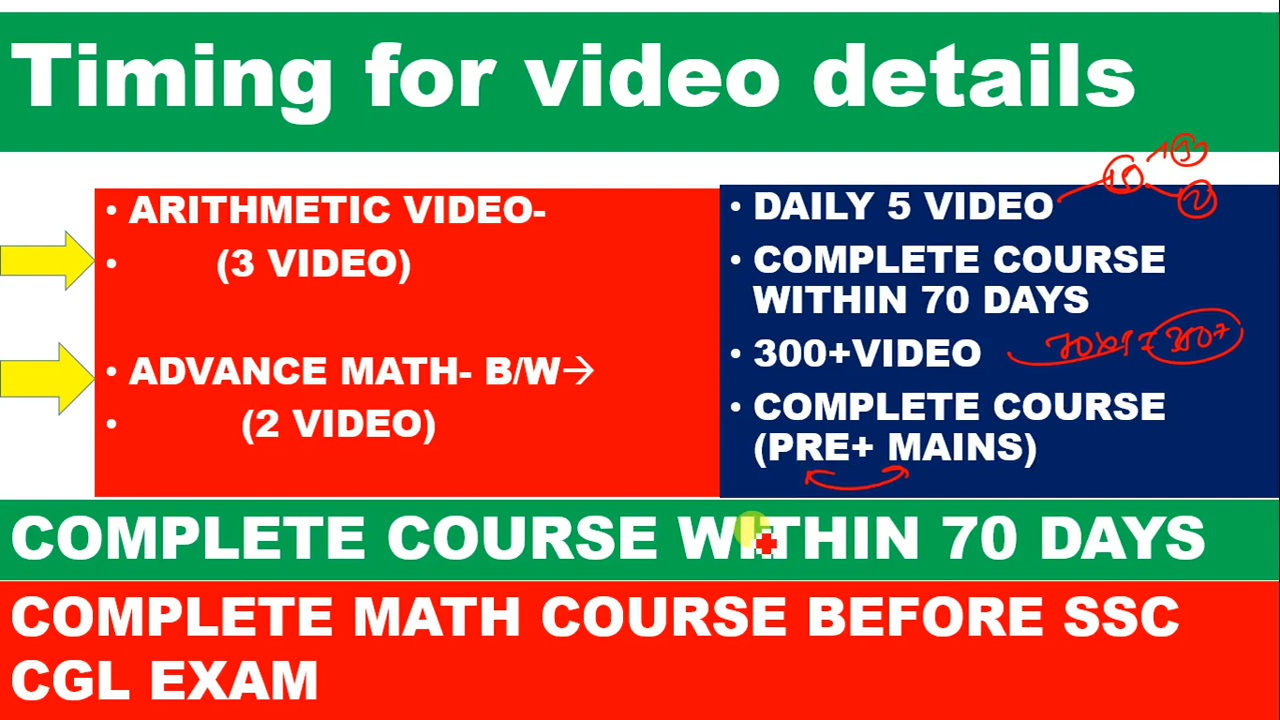 Timing for video details
• ARITHMETIC VIDEO-
• (3 VIDEO)
• ADVANCE MATH- B/W→
• (2 VIDEO)
• DAILY 5 VIDEO
• COMPLETE COURSE
WITHIN 70 DAYS
• 300+VIDEO
• COMPLETE COURSE
(PRE+ MAINS)
COMPLETE COURSE WITHIN 70 DAYS
COMPLETE MATH COURSE BEFORE SSC
CGL EXAM